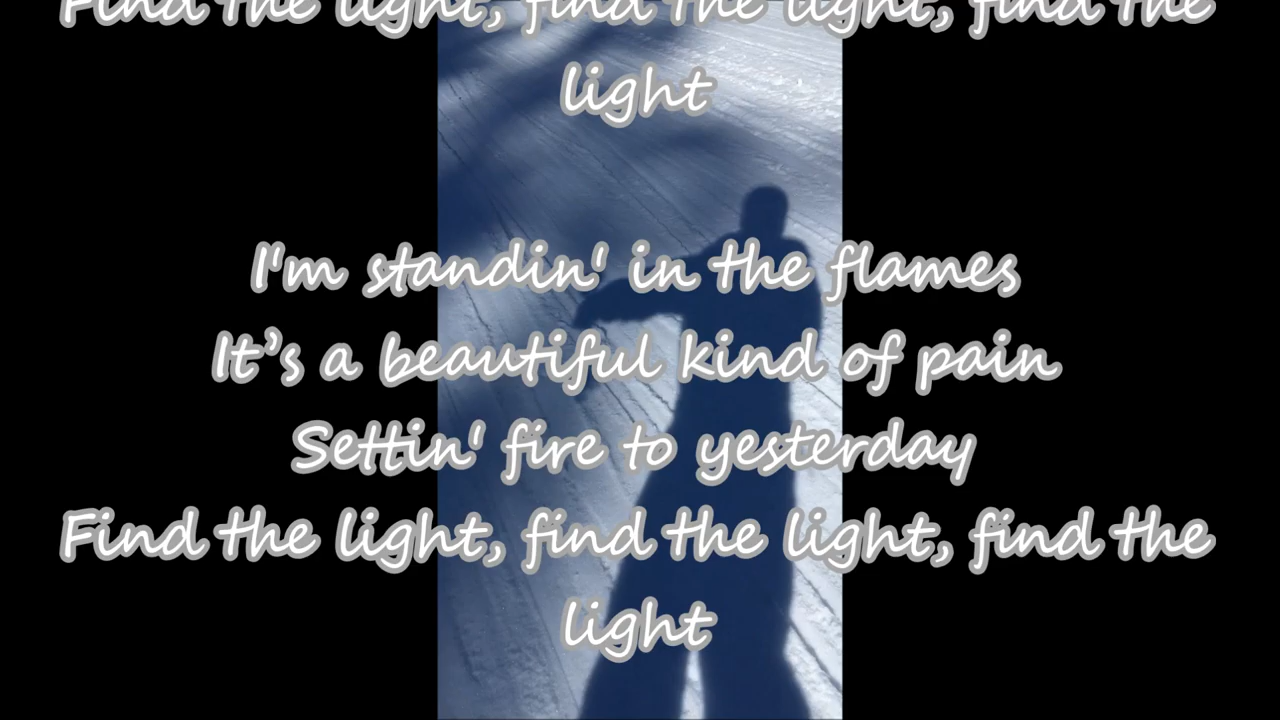 Find the light, find the light, find the
light
I'm standin' in the flames
It’s a beautiful kind of pain
Settin' fire to yesterday
Find the light, find the light, find the
light